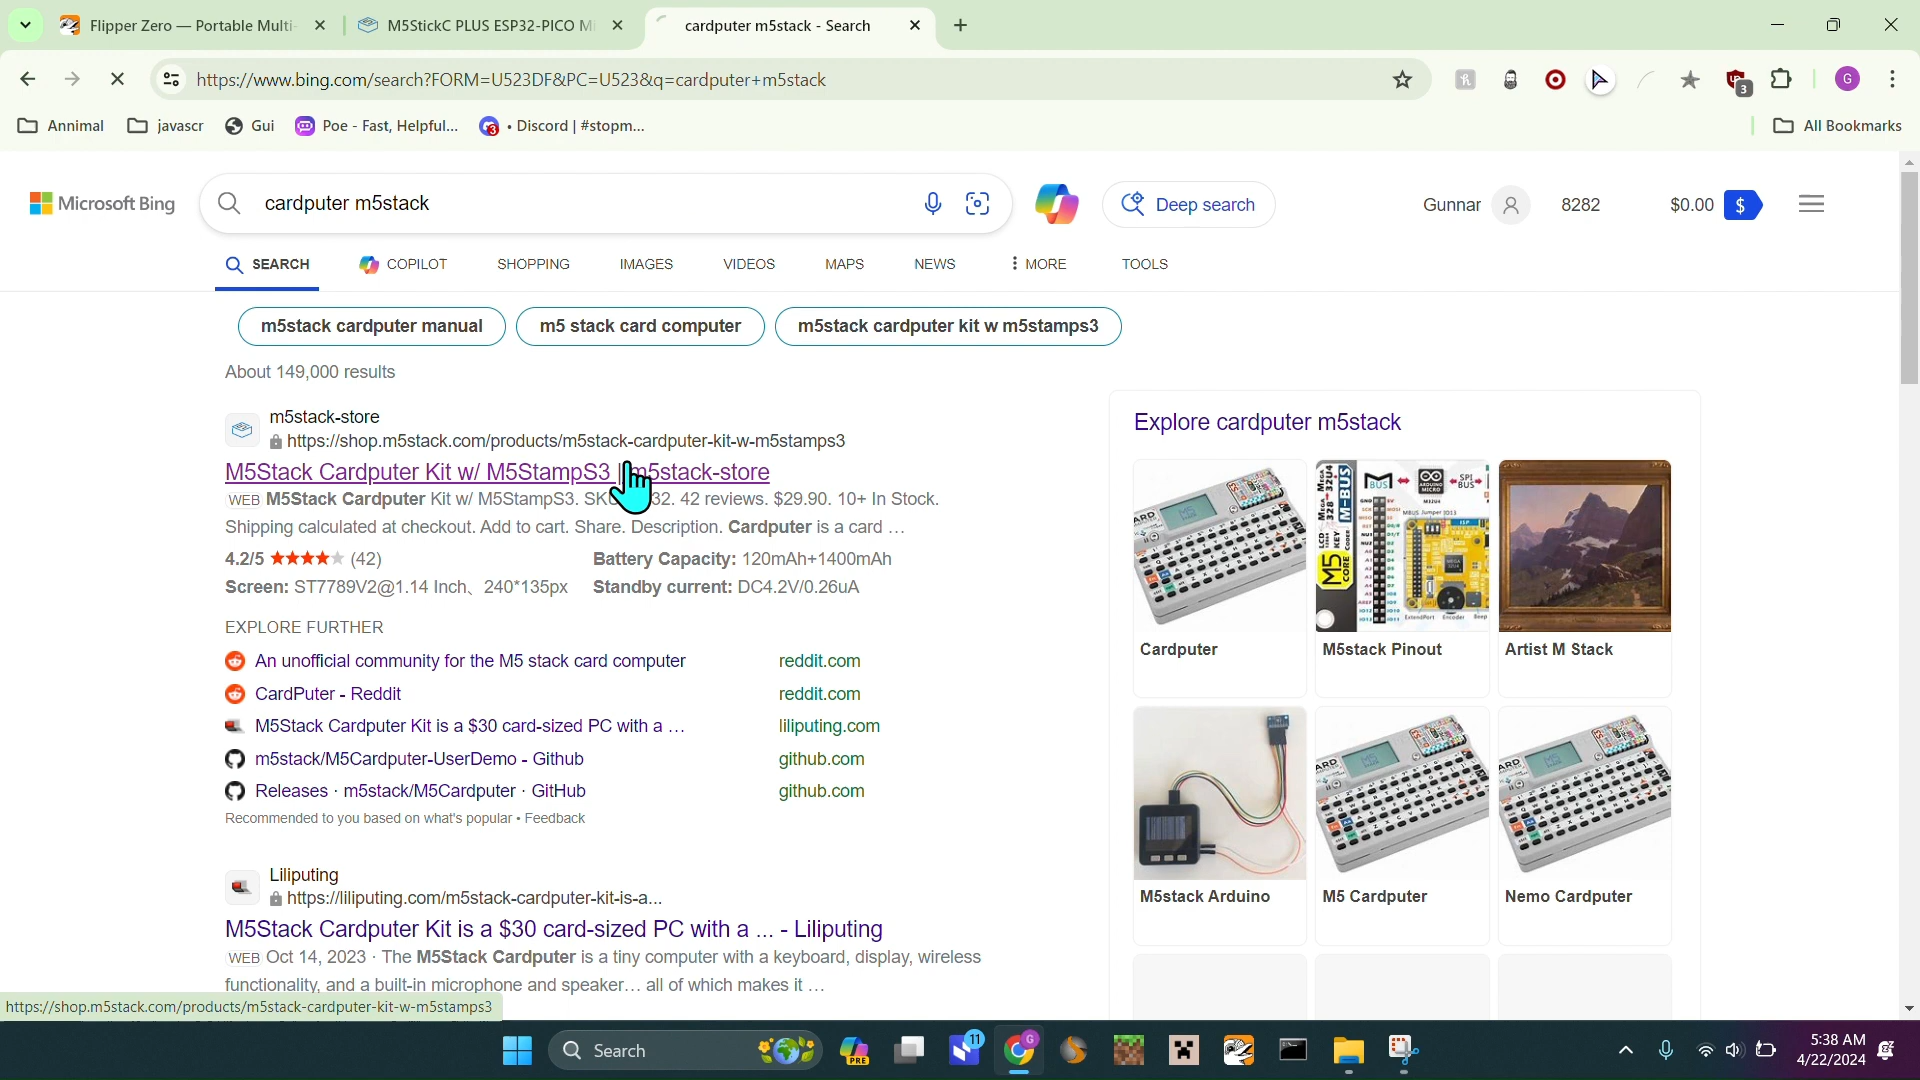 Flipper Zero — Portable Multi-
M5StickC PLUS ESP32-PICO Mi
cardputer m5stack - Search
https://www.bing.com/search?FORM=U523DF&PC=U523&q=cardputer+m5stack
3
G
Annimal
javascr
Gui
Poe - Fast, Helpful...
• Discord | #stopm...
All Bookmarks
Microsoft Bing
cardputer m5stack
Deep search
Gunnar
8282
$0.00
$
SEARCH
COPILOT
SHOPPING
IMAGES
VIDEOS
MAPS
NEWS
MORE
TOOLS
m5stack cardputer manual
m5 stack card computer
m5stack cardputer kit w m5stamps3
About 149,000 results
m5stack-store
https://shop.m5stack.com/products/m5stack-cardputer-kit-w-m5stamps3
M5Stack Cardputer Kit w/ M5StampS3 | m5stack-store
WEB M5Stack Cardputer Kit w/ M5StampS3. 42 reviews. $29.90. 10+ In Stock.
Shipping calculated at checkout. Add to cart. Share. Description. Cardputer is a card …
4.2/5 (42)
Battery Capacity: 120mAh+1400mAh
Screen: ST7789V2@1.14 Inch、240*135px
Standby current: DC4.2V/0.26uA
EXPLORE FURTHER
An unofficial community for the M5 stack card computer reddit.com
CardPuter - Reddit reddit.com
M5Stack Cardputer Kit is a $30 card-sized PC with a … liliputing.com
m5stack/M5Cardputer-UserDemo - Github github.com
Releases · m5stack/M5Cardputer · GitHub github.com
Recommended to you based on what's popular • Feedback
Liliputing
https://liliputing.com/m5stack-cardputer-kit-is-a...
M5Stack Cardputer Kit is a $30 card-sized PC with a ... - Liliputing
WEB Oct 14, 2023 · The M5Stack Cardputer is a tiny computer with a keyboard, display, wireless
functionality, and a built-in microphone and speaker… all of which makes it …
Explore cardputer m5stack
Cardputer
M5stack Pinout
Artist M Stack
M5stack Arduino
M5 Cardputer
Nemo Cardputer
https://shop.m5stack.com/products/m5stack-cardputer-kit-w-m5stamps3
Search
PRE
11
G
5:38 AM
4/22/2024